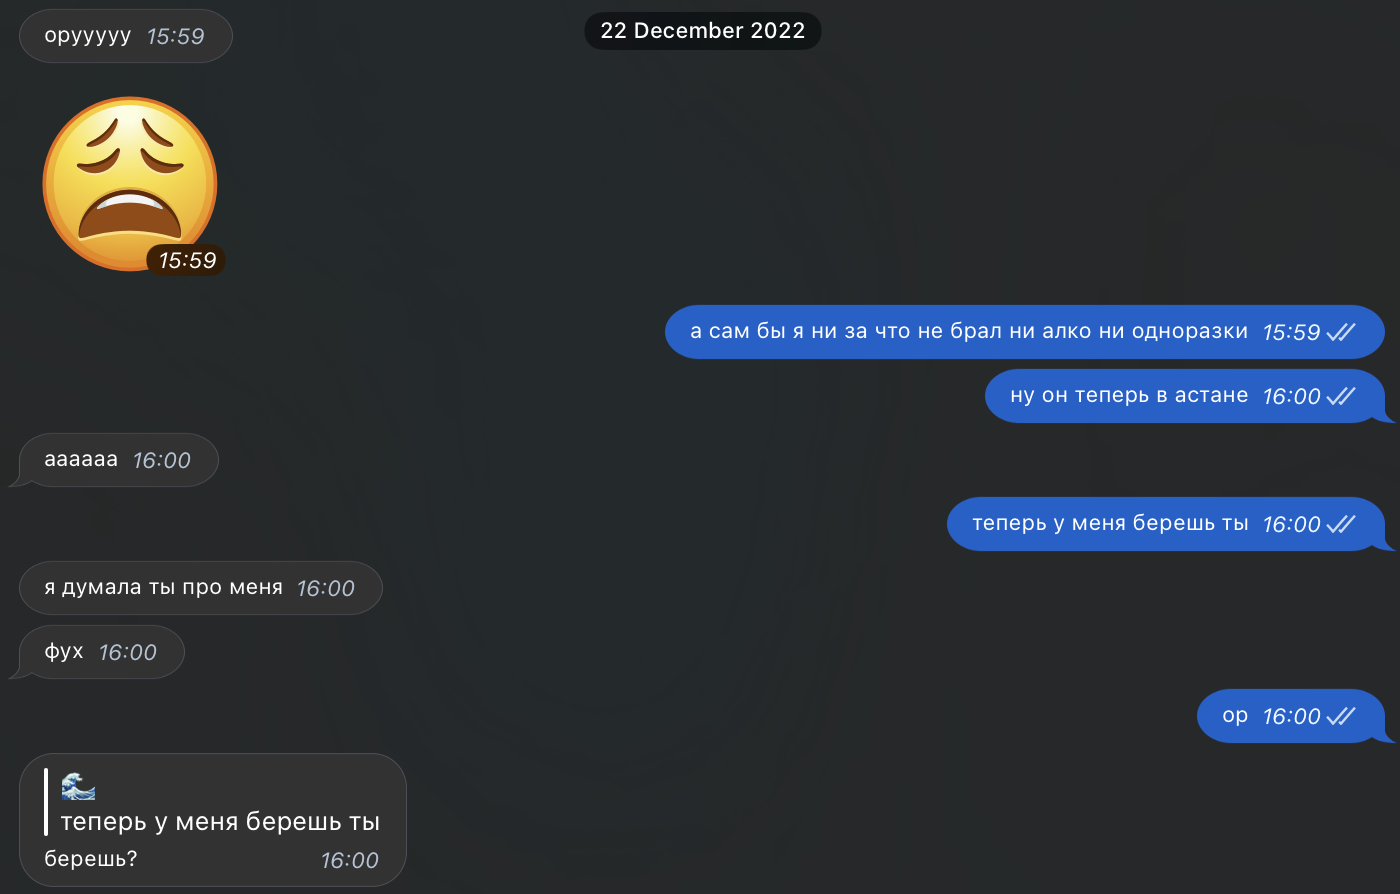 22 December 2022
оруyyyy 15:59
15:59
а сам бы я ни за что не брал ни алко ни одноразки 15:59
ну он теперь в астане 16:00
аааааа 16:00
теперь у меня берешь ты 16:00
я думала ты про меня 16:00
фух 16:00
ор 16:00
теперь у меня берешь ты
берешь? 16:00